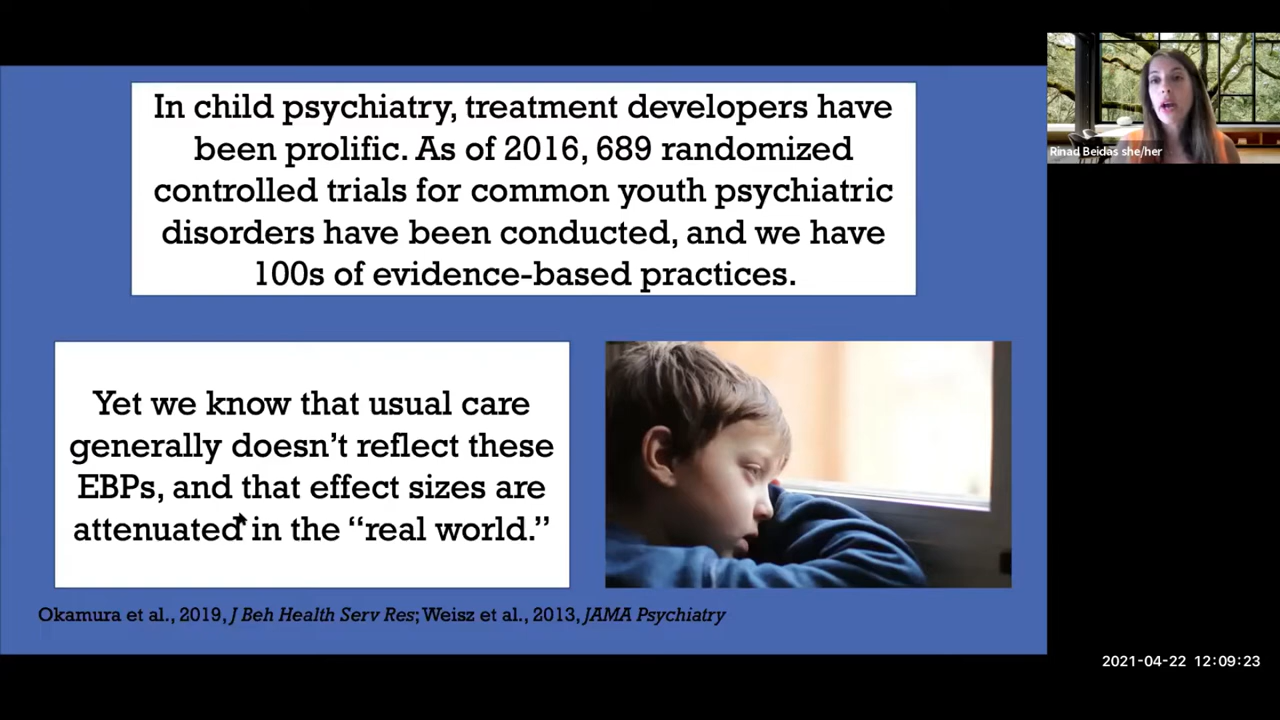 In child psychiatry, treatment developers have
been prolific. As of 2016, 689 randomized
controlled trials for common youth psychiatric
disorders have been conducted, and we have
100s of evidence-based practices.
Yet we know that usual care
generally doesn’t reflect these
EBPs, and that effect sizes are
attenuated in the “real world.”
Okamura et al., 2019, J Beh Health Serv Res; Weisz et al., 2013, JAMA Psychiatry
Rinad Beidas she/her
2021-04-22 12:09:23